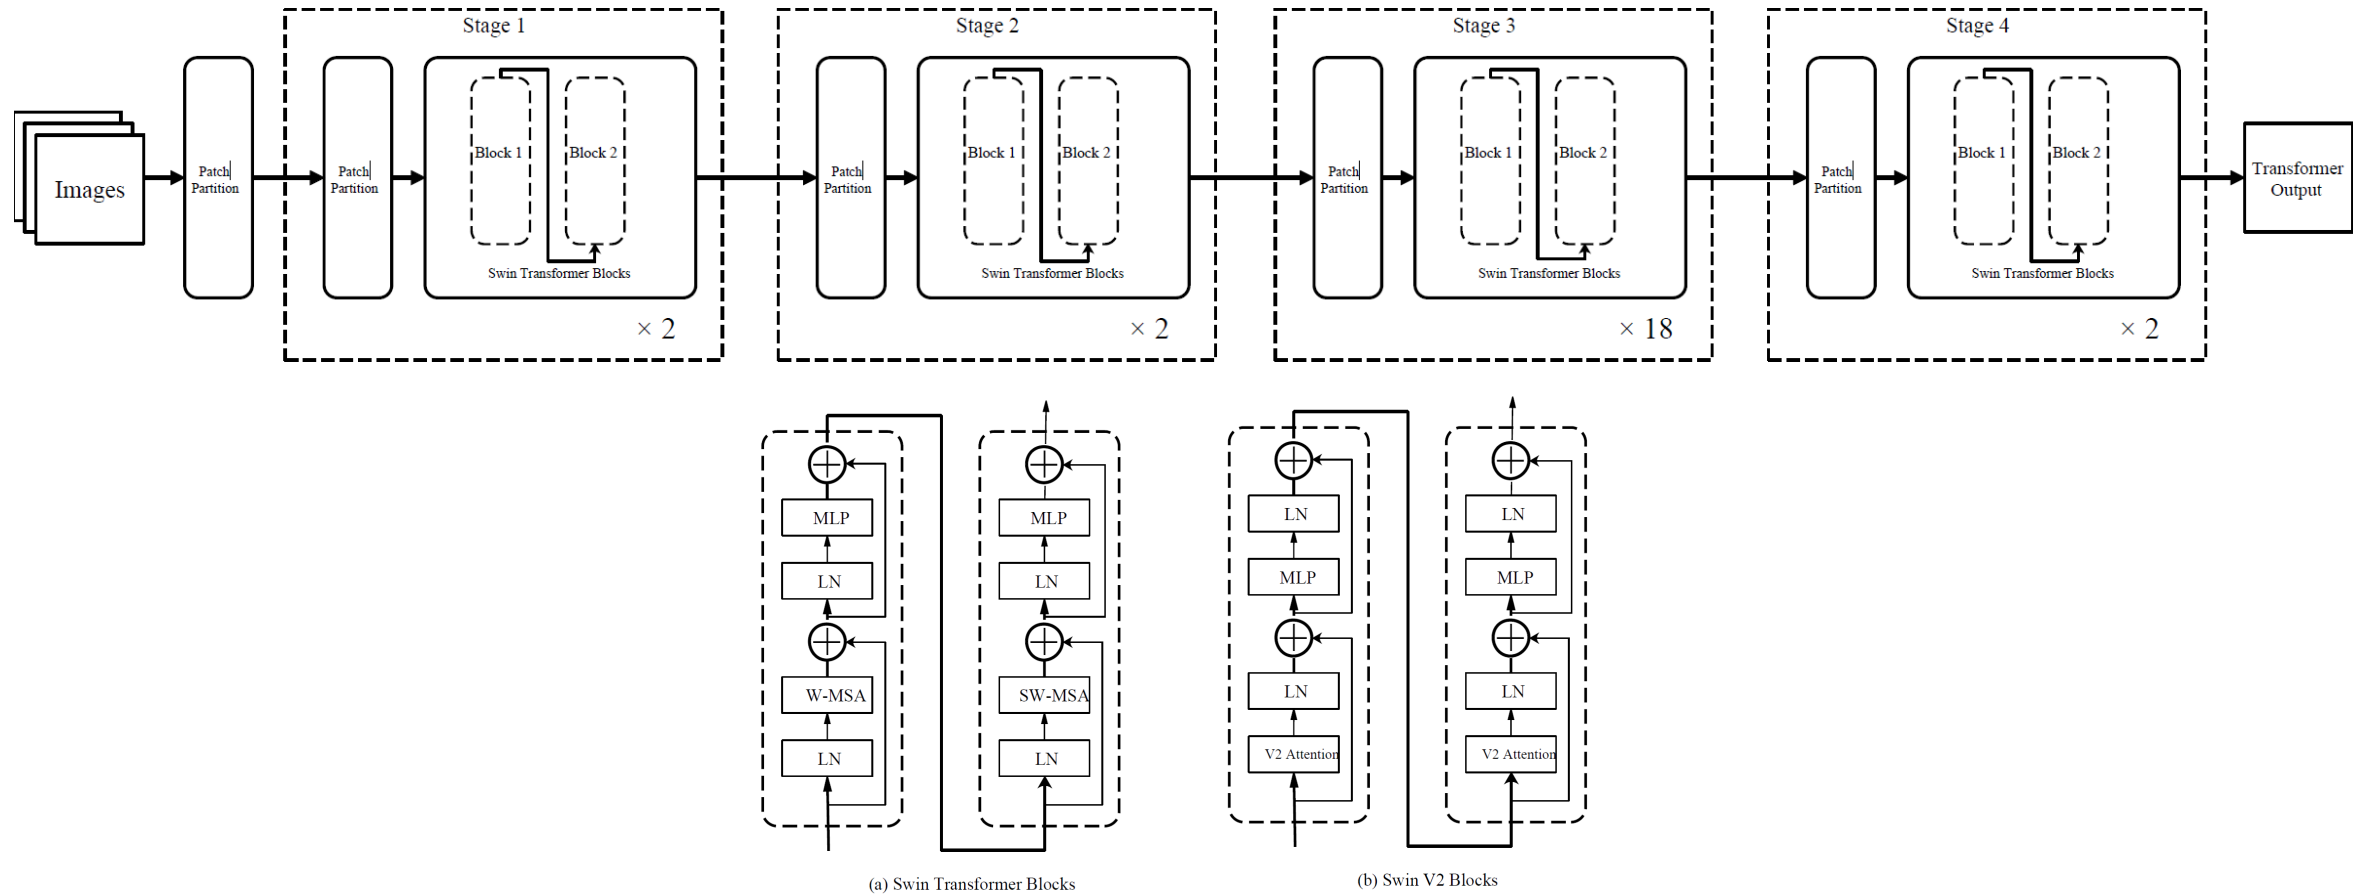 Stage 1
Stage 2
Stage 3
Stage 4
Images
Patch
Partition
Patch
Partition
Block 1
Block 2
Swin Transformer Blocks
× 2
Patch
Partition
Block 1
Block 2
Swin Transformer Blocks
× 2
Patch
Partition
Block 1
Block 2
Swin Transformer Blocks
× 18
Patch
Partition
Block 1
Block 2
Swin Transformer Blocks
× 2
Transformer
Output
MLP
LN
W-MSA
LN
MLP
LN
SW-MSA
LN
(a) Swin Transformer Blocks
LN
MLP
LN
V2 Attention
LN
MLP
LN
V2 Attention
(b) Swin V2 Blocks